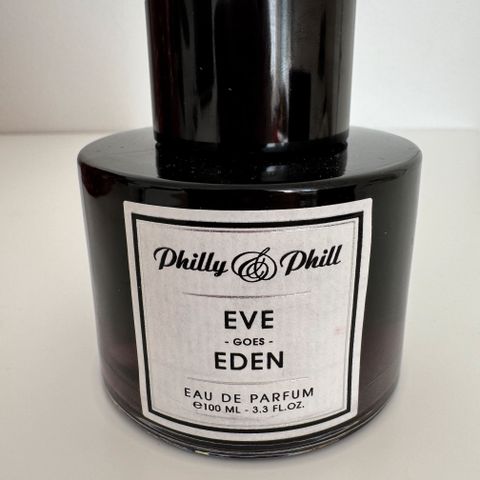 Philly & Phill
EVE
- GOES -
EDEN
EAU DE PARFUM
℮100 ML - 3.3 FL.OZ.